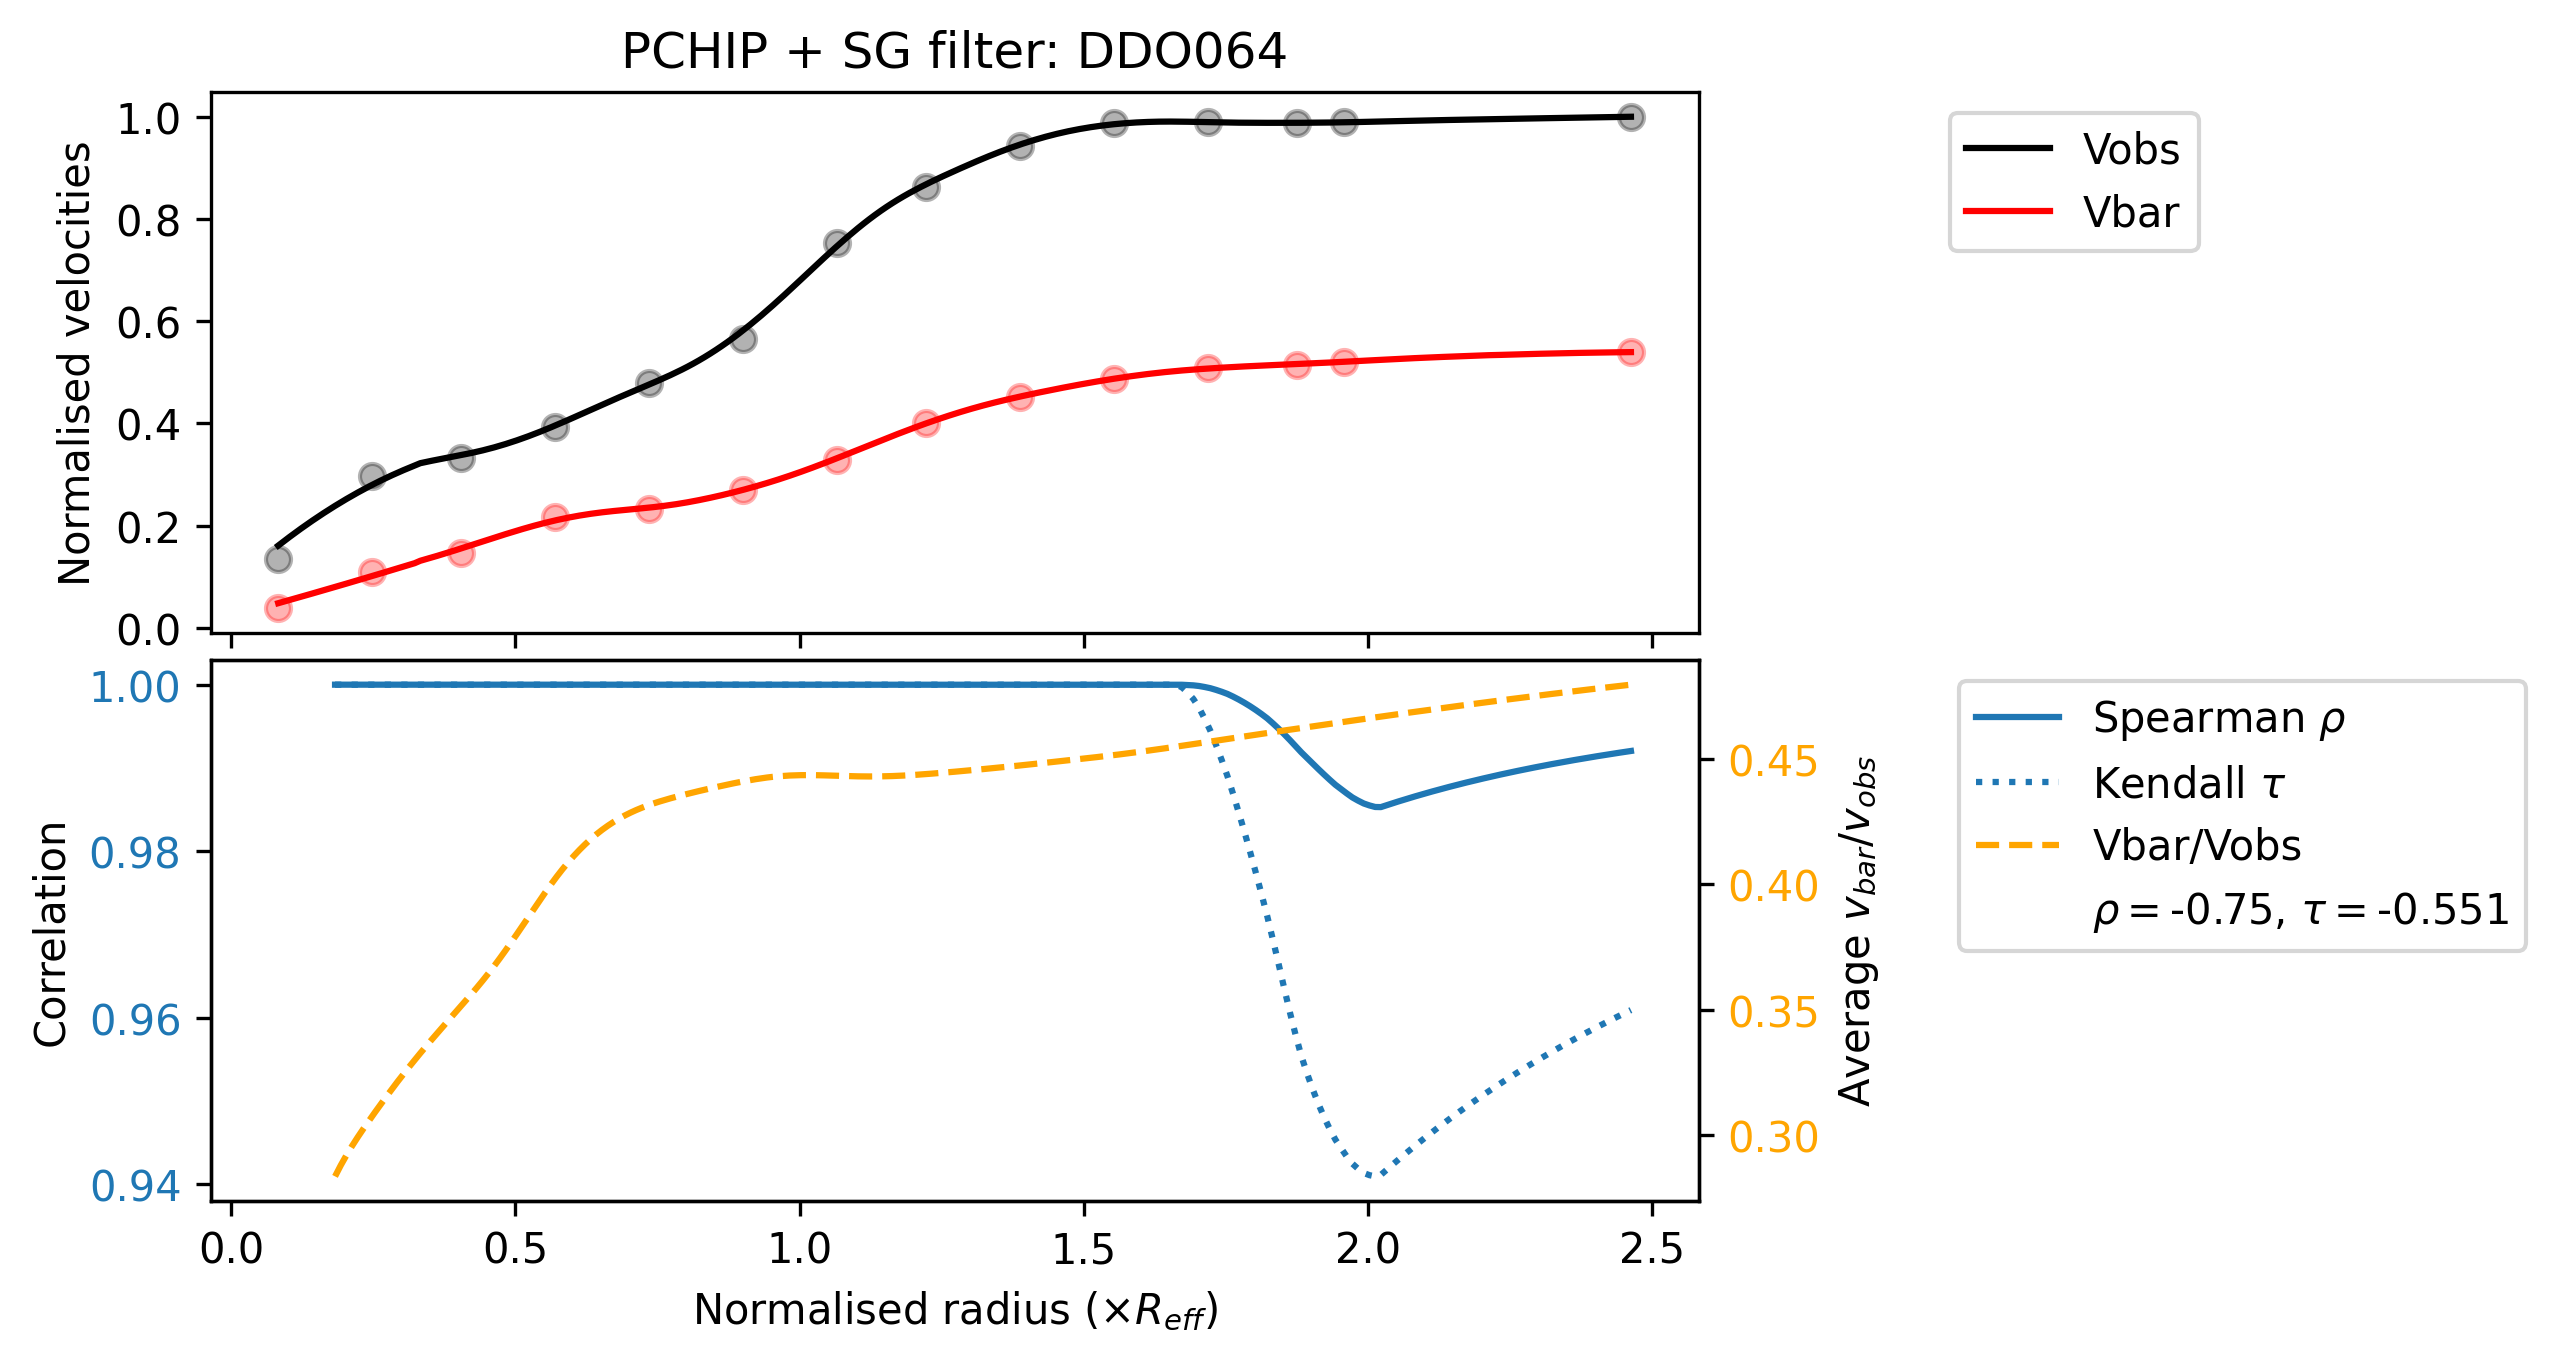 PCHIP + SG filter: DDO064
Normalised velocities
1.0
0.8
0.6
0.4
0.2
0.0
Vobs
Vbar
Correlation
1.00
0.98
0.96
0.94
0.45
0.40
0.35
0.30
Average v_bar/v_obs
Spearman ρ
Kendall τ
Vbar/Vobs
ρ = -0.75, τ = -0.551
0.0 0.5 1.0 1.5 2.0 2.5
Normalised radius (×R_eff)